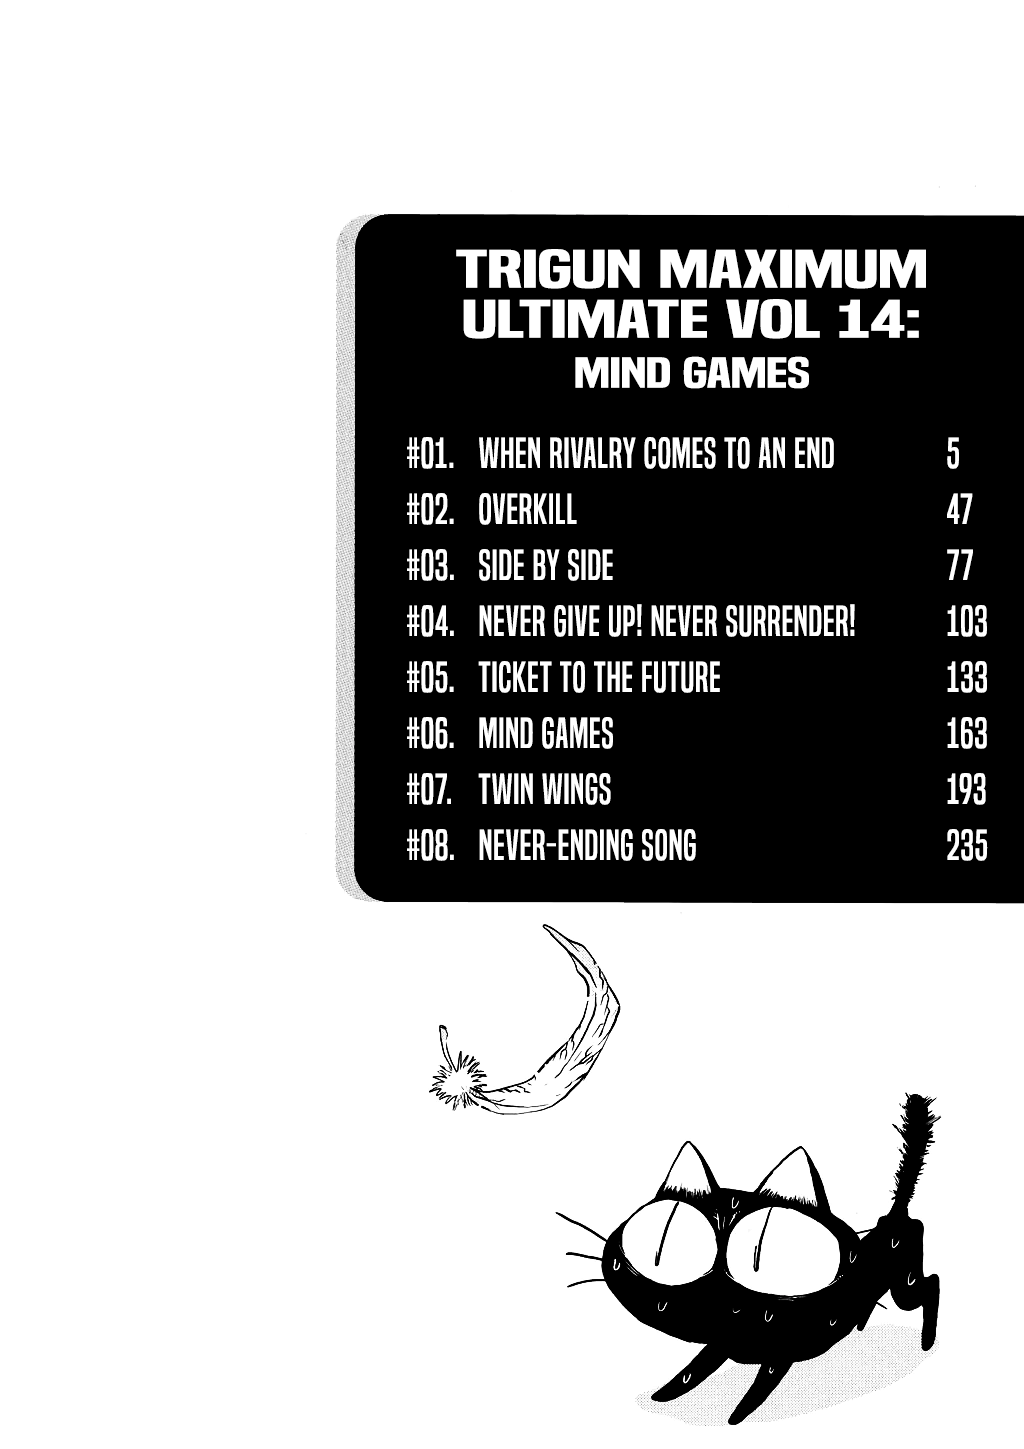 TRIGUN MAXIMUM
ULTIMATE VOL 14:
MIND GAMES
#01. WHEN RIVALRY COMES TO AN END 5
#02. OVERKILL 47
#03. SIDE BY SIDE 77
#04. NEVER GIVE UP! NEVER SURRENDER! 103
#05. TICKET TO THE FUTURE 133
#06. MIND GAMES 163
#07. TWIN WINGS 193
#08. NEVER-ENDING SONG 235